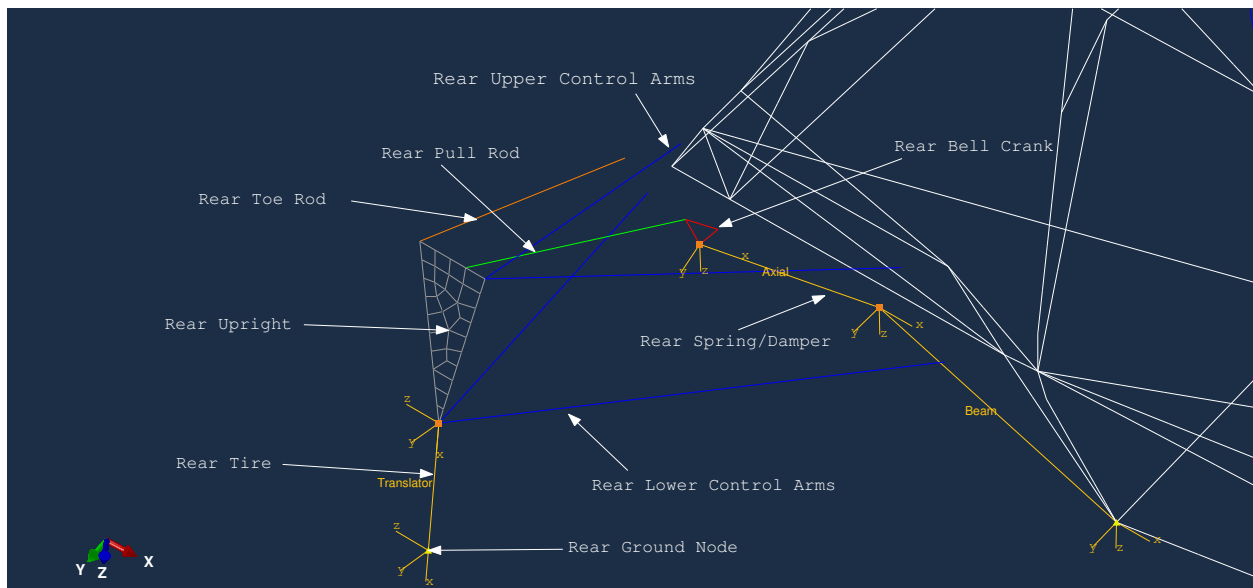 Rear Upper Control Arms
Rear Bell Crank
Rear Pull Rod
Rear Toe Rod
x
Axial
y
z
Rear Upright
x
y
z
Rear Spring/Damper
z
Beam
y
x
Rear Tire
Translator
Rear Lower Control Arms
z
Rear Ground Node
x
y
z
y
x
Y
Z
X